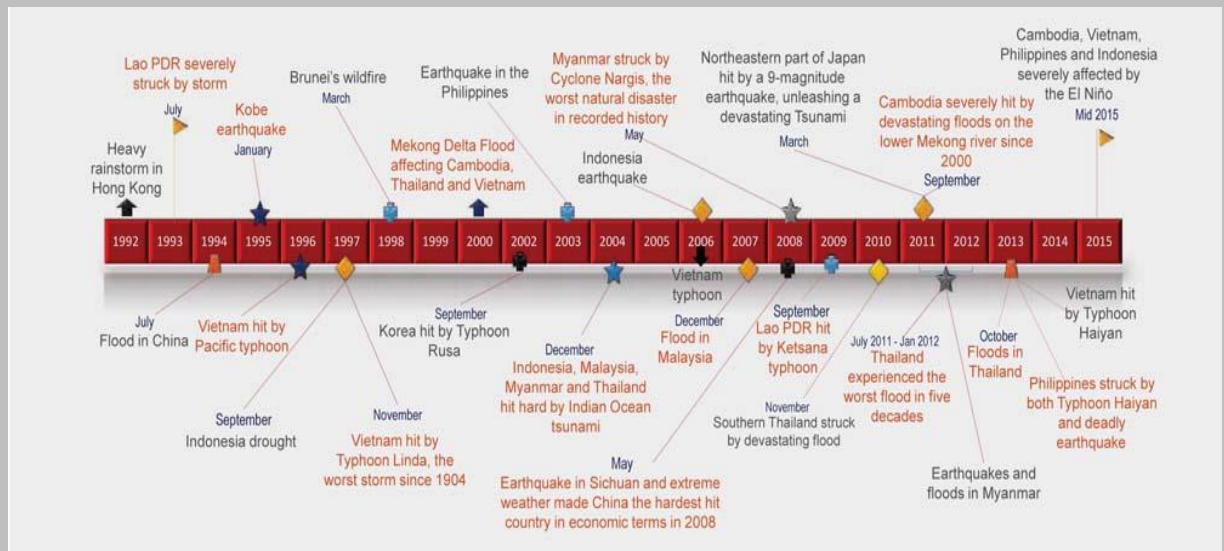 Lao PDR severely
struck by storm
July
Heavy
rainstorm in
Hong Kong
Kobe
earthquake
January
Brunei's wildfire
March
Mekong Delta Flood
affecting Cambodia,
Thailand and Vietnam
Earthquake in the
Philippines
Myanmar struck by
Cyclone Nargis, the
worst natural disaster
in recorded history
May
Indonesia
earthquake
Northeastern part of Japan
hit by a 9-magnitude
earthquake, unleashing a
devastating Tsunami
March
Cambodia severely hit by
devastating floods on the
lower Mekong river since
2000
September
Cambodia, Vietnam,
Philippines and Indonesia
severely affected by
the El Niño
Mid 2015
1992 1993 1994 1995 1996 1997 1998 1999 2000 2002 2003 2004 2005 2006 2007 2008 2009 2010 2011 2012 2013 2014 2015
July
Flood in China
Vietnam hit by
Pacific typhoon
September
Indonesia drought
November
Vietnam hit by
Typhoon Linda, the
worst storm since 1904
September
Korea hit by Typhoon
Rusa
December
Indonesia, Malaysia,
Myanmar and Thailand
hit hard by Indian Ocean
tsunami
Vietnam
typhoon
December
Flood in
Malaysia
May
Earthquake in Sichuan and extreme
weather made China the hardest hit
country in economic terms in 2008
September
Lao PDR hit
by Ketsana
typhoon
November
Southern Thailand struck
by devastating flood
July 2011 - Jan 2012
Thailand
experienced the
worst flood in five
decades
Earthquakes and
floods in Myanmar
October
Floods in
Thailand
Vietnam hit
by Typhoon
Haiyan
Philippines struck by
both Typhoon Haiyan
and deadly
earthquake